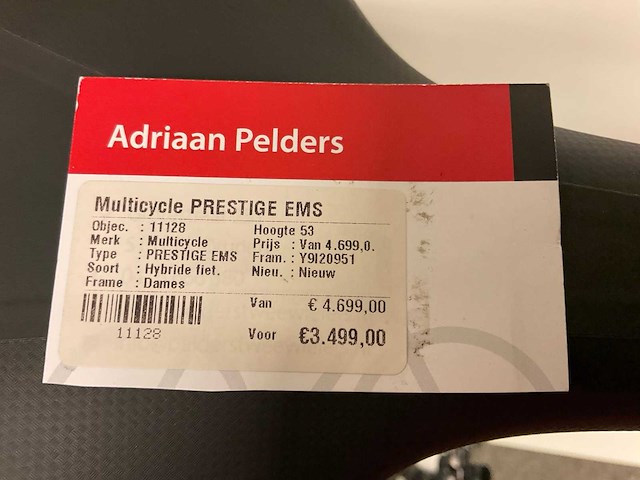 Adriaan Pelders
Multicycle PRESTIGE EMS
Objec. : 11128 Hoogte 53
Merk : Multicycle Prijs : Van 4.699,0.
Type : PRESTIGE EMS Fram. : Y9I20951
Soort : Hybride fiet. Nieu. : Nieuw
Frame : Dames
Van € 4.699,00
11128 Voor €3.499,00